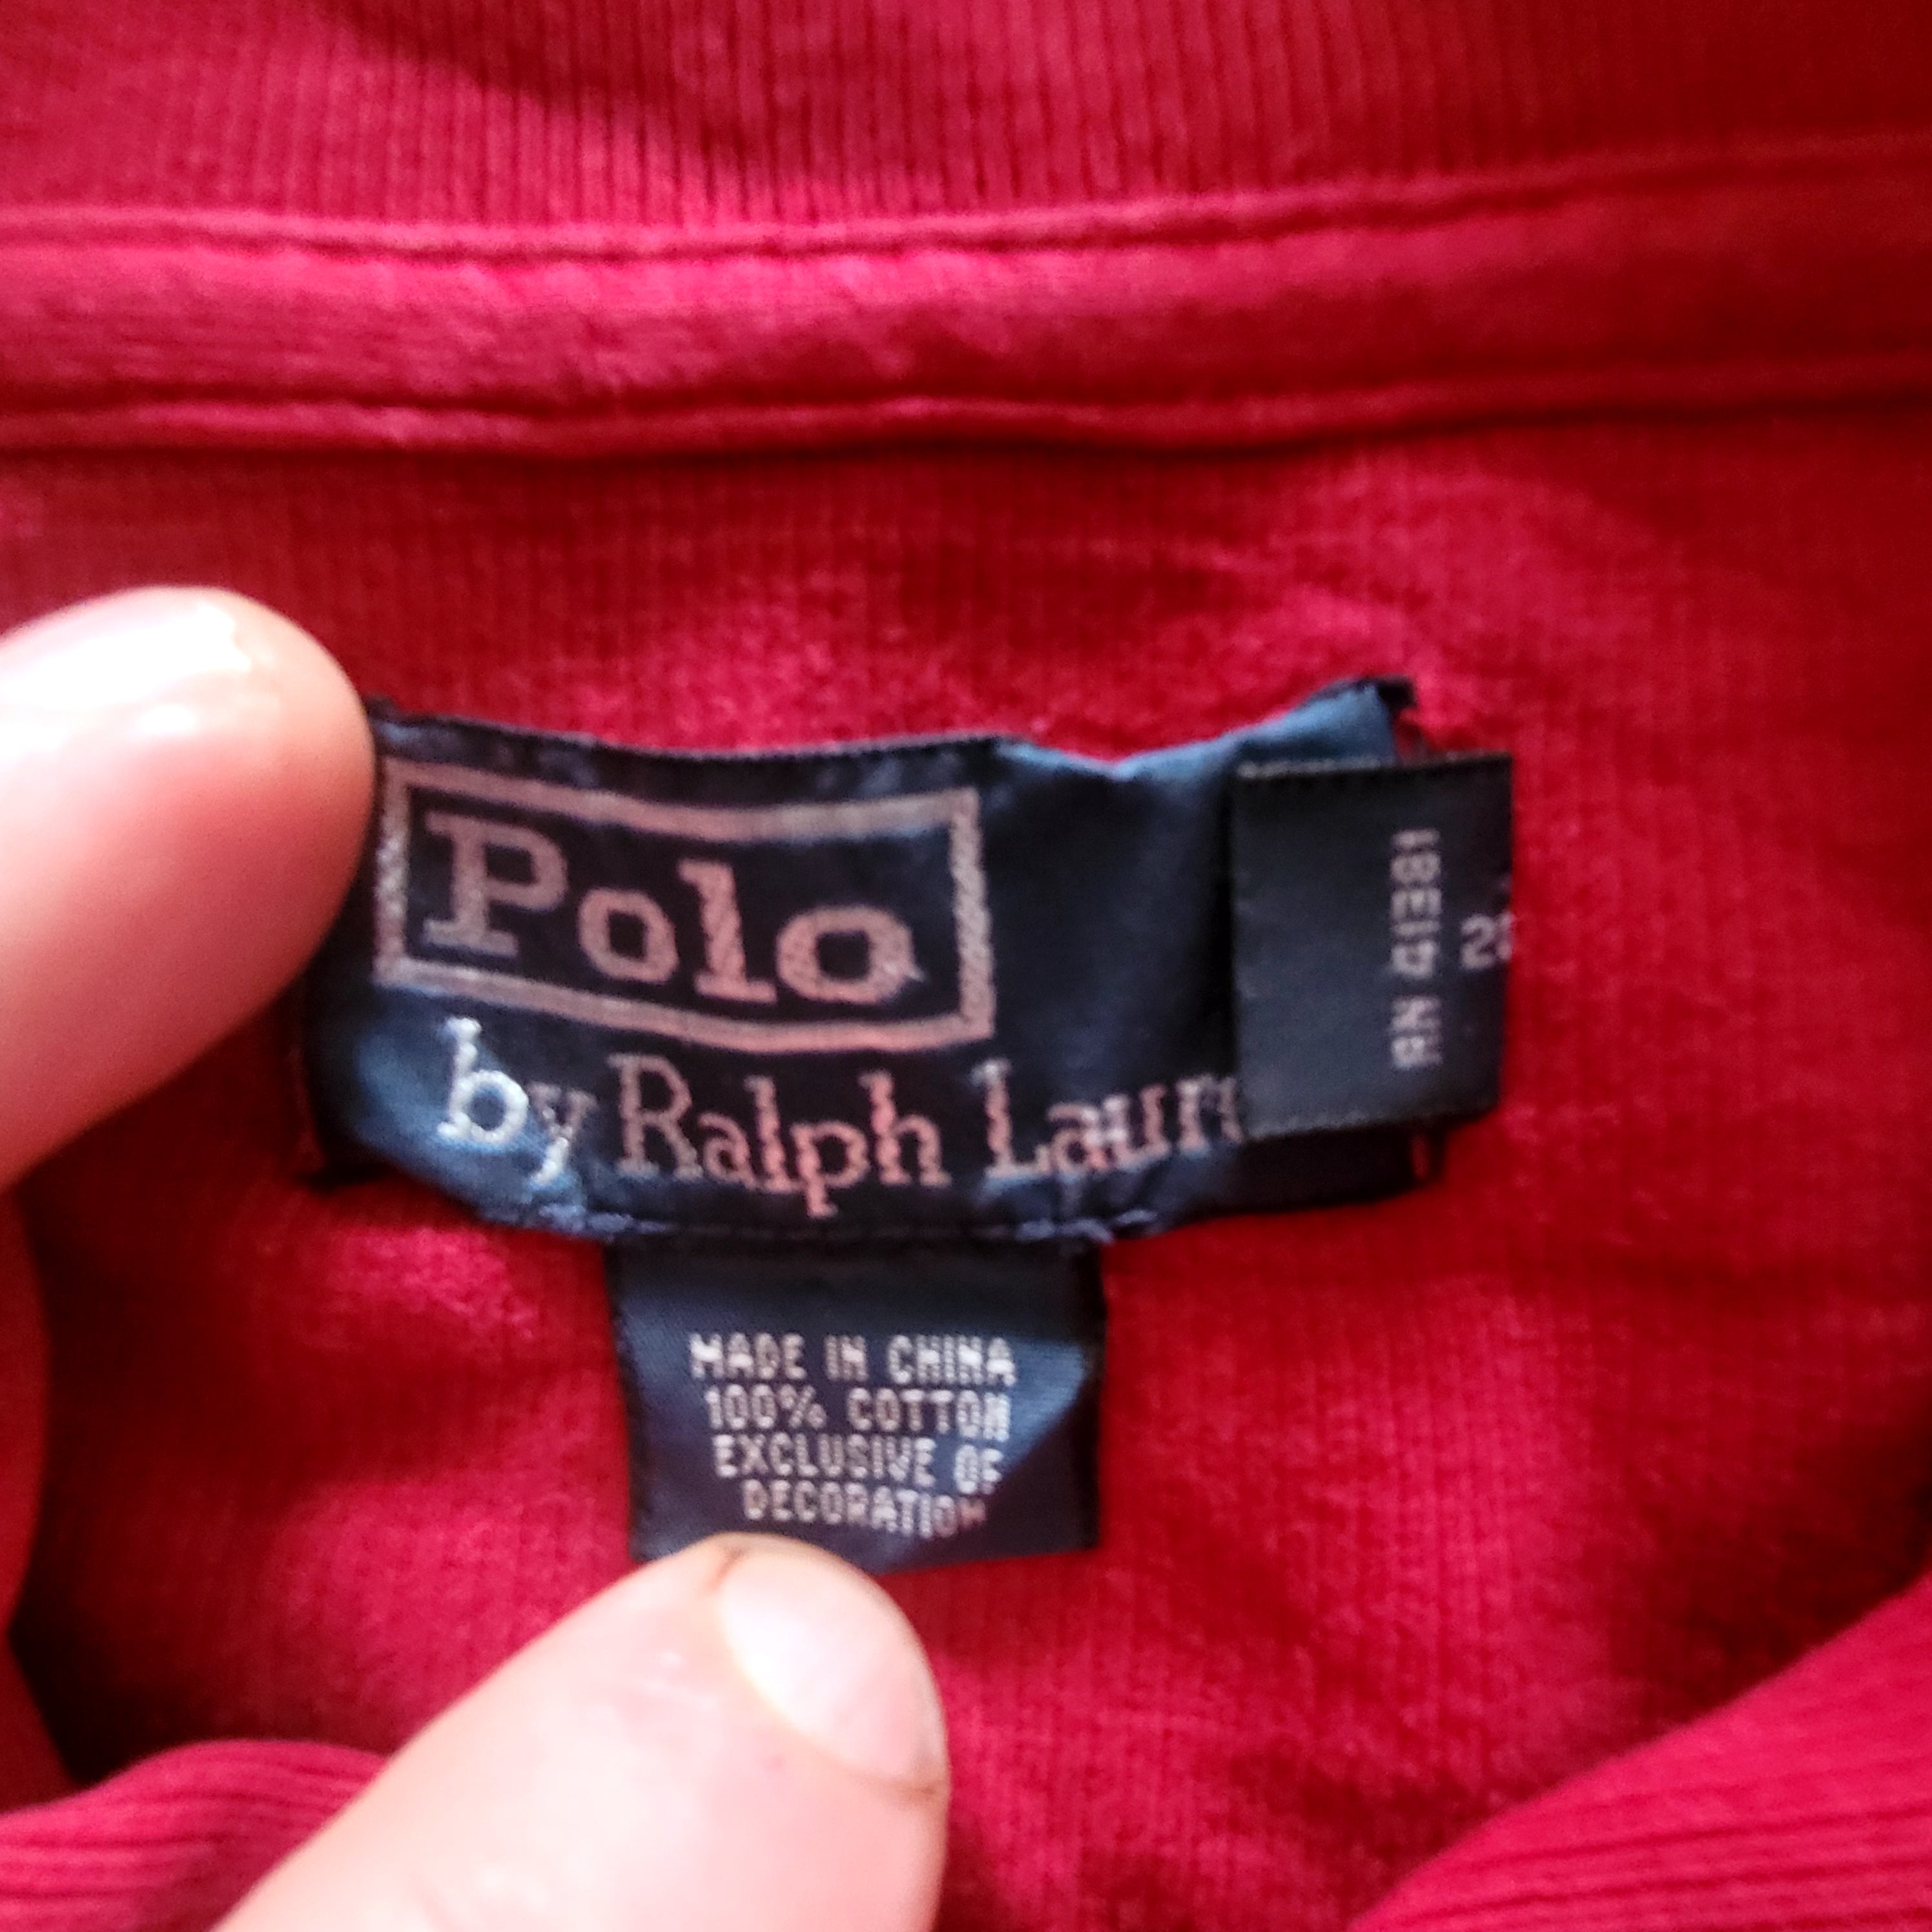 Polo
by Ralph Laur
RN 41381
MADE IN CHINA
100% COTTON
EXCLUSIVE OF
DECORATION